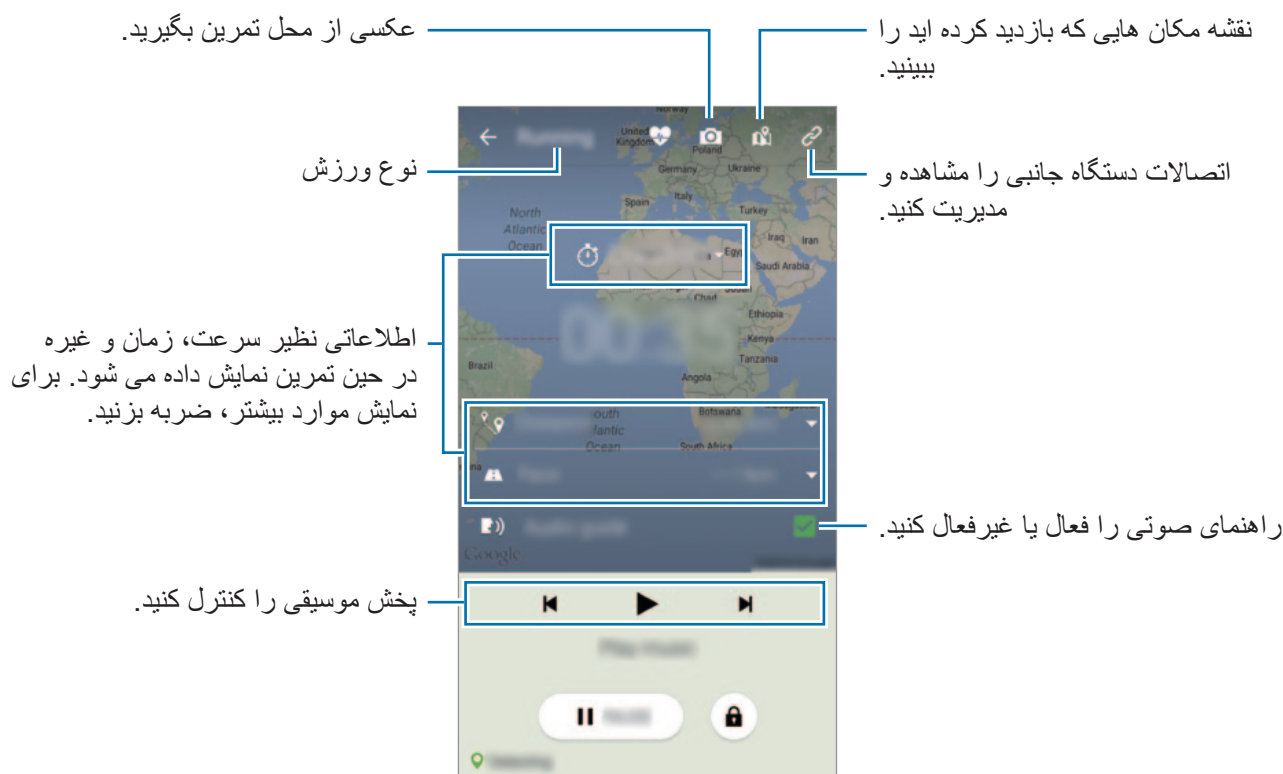 عکسی از محل تمرین بگیرید.
نقشه مکان هایی که بازدید کرده اید را
ببینید.
نوع ورزش
اتصالات دستگاه جانبی را مشاهده و
مدیریت کنید.
اطلاعاتی نظیر سرعت، زمان و غیره
در حین تمرین نمایش داده می شود. برای
نمایش موارد بیشتر، ضربه بزنید.
راهنمای صوتی را فعال یا غیرفعال کنید.
پخش موسیقی را کنترل کنید.
Norway
Running
United
Kingdom
Poland
Germany
Ukraine
Spain
Italy
Turkey
North
Atlantic
Ocean
Iraq
Iran
Saudi Arabia
Chad
Sudan
Ethiopia
00:35
Kenya
Brazil
Tanzania
Angola
Botswana
Ocean
South Africa
Audio guide
Google
Play music